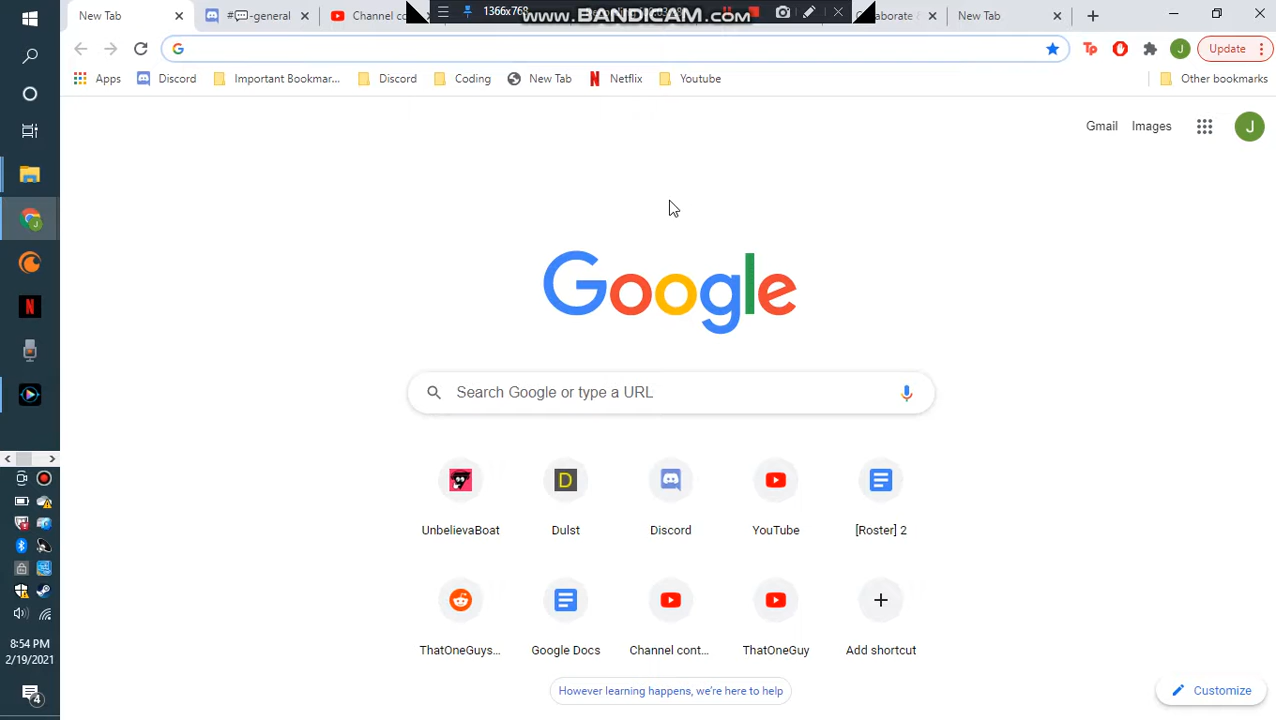 New Tab
#💬-general
Channel co
1366x768
www.BANDICAM.com
laborate
New Tab
Update
Apps
Discord
Important Bookmar...
Discord
Coding
New Tab
Netflix
Youtube
Other bookmarks
Gmail
Images
J
Google
Search Google or type a URL
UnbelievaBoat
Dulst
Discord
YouTube
[Roster] 2
ThatOneGuys...
Google Docs
Channel cont...
ThatOneGuy
Add shortcut
However learning happens, we're here to help
Customize
8:54 PM
2/19/2021
4